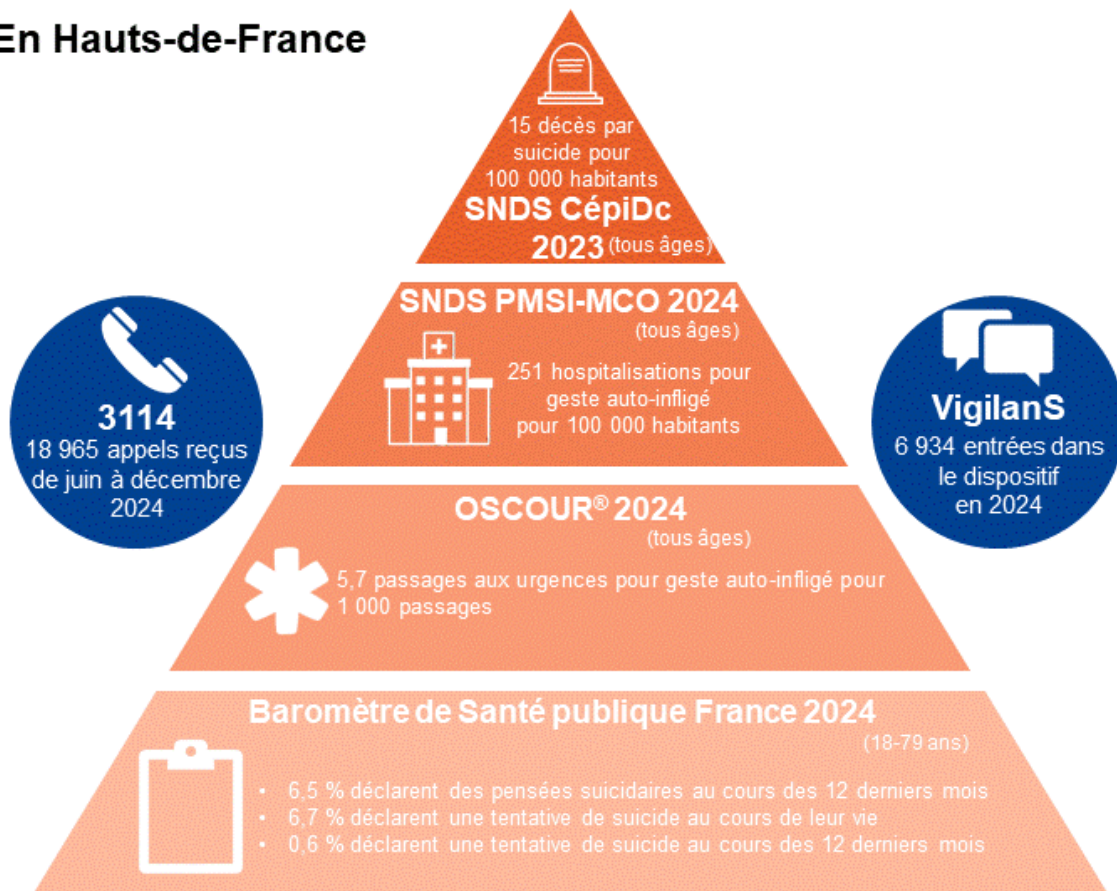 En Hauts-de-France
15 décès par
suicide pour
100 000 habitants
SNDS CépiDc
2023 (tous âges)
SNDS PMSI-MCO 2024
(tous âges)
251 hospitalisations pour
geste auto-infligé
pour 100 000 habitants
3114
18 965 appels reçus
de juin à décembre
2024
VigilanS
6 934 entrées dans
le dispositif
en 2024
OSCOUR® 2024
(tous âges)
5,7 passages aux urgences pour geste auto-infligé pour
1 000 passages
Baromètre de Santé publique France 2024
(18-79 ans)
• 6,5 % déclarent des pensées suicidaires au cours des 12 derniers mois
• 6,7 % déclarent une tentative de suicide au cours de leur vie
• 0,6 % déclarent une tentative de suicide au cours des 12 derniers mois